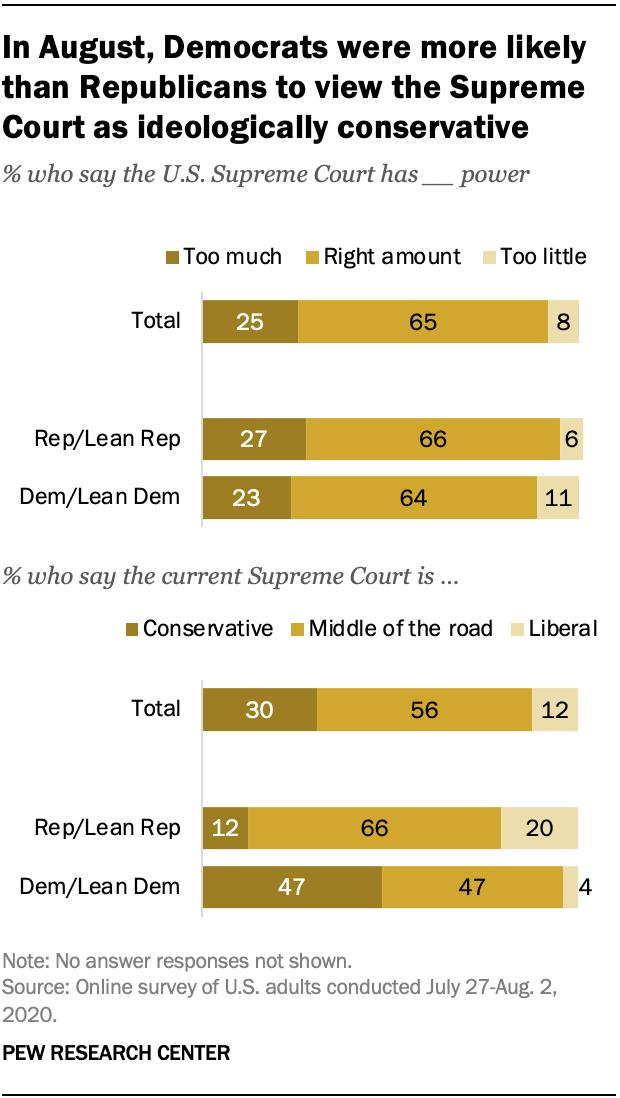 In August, Democrats were more likely
than Republicans to view the Supreme
Court as ideologically conservative
% who say the U.S. Supreme Court has __ power
Too much Right amount Too little
Total 25 65 8
Rep/Lean Rep 27 66 6
Dem/Lean Dem 23 64 11
% who say the current Supreme Court is ...
Conservative Middle of the road Liberal
Total 30 56 12
Rep/Lean Rep 12 66 20
Dem/Lean Dem 47 47 4
Note: No answer responses not shown.
Source: Online survey of U.S. adults conducted July 27-Aug. 2,
2020.
PEW RESEARCH CENTER